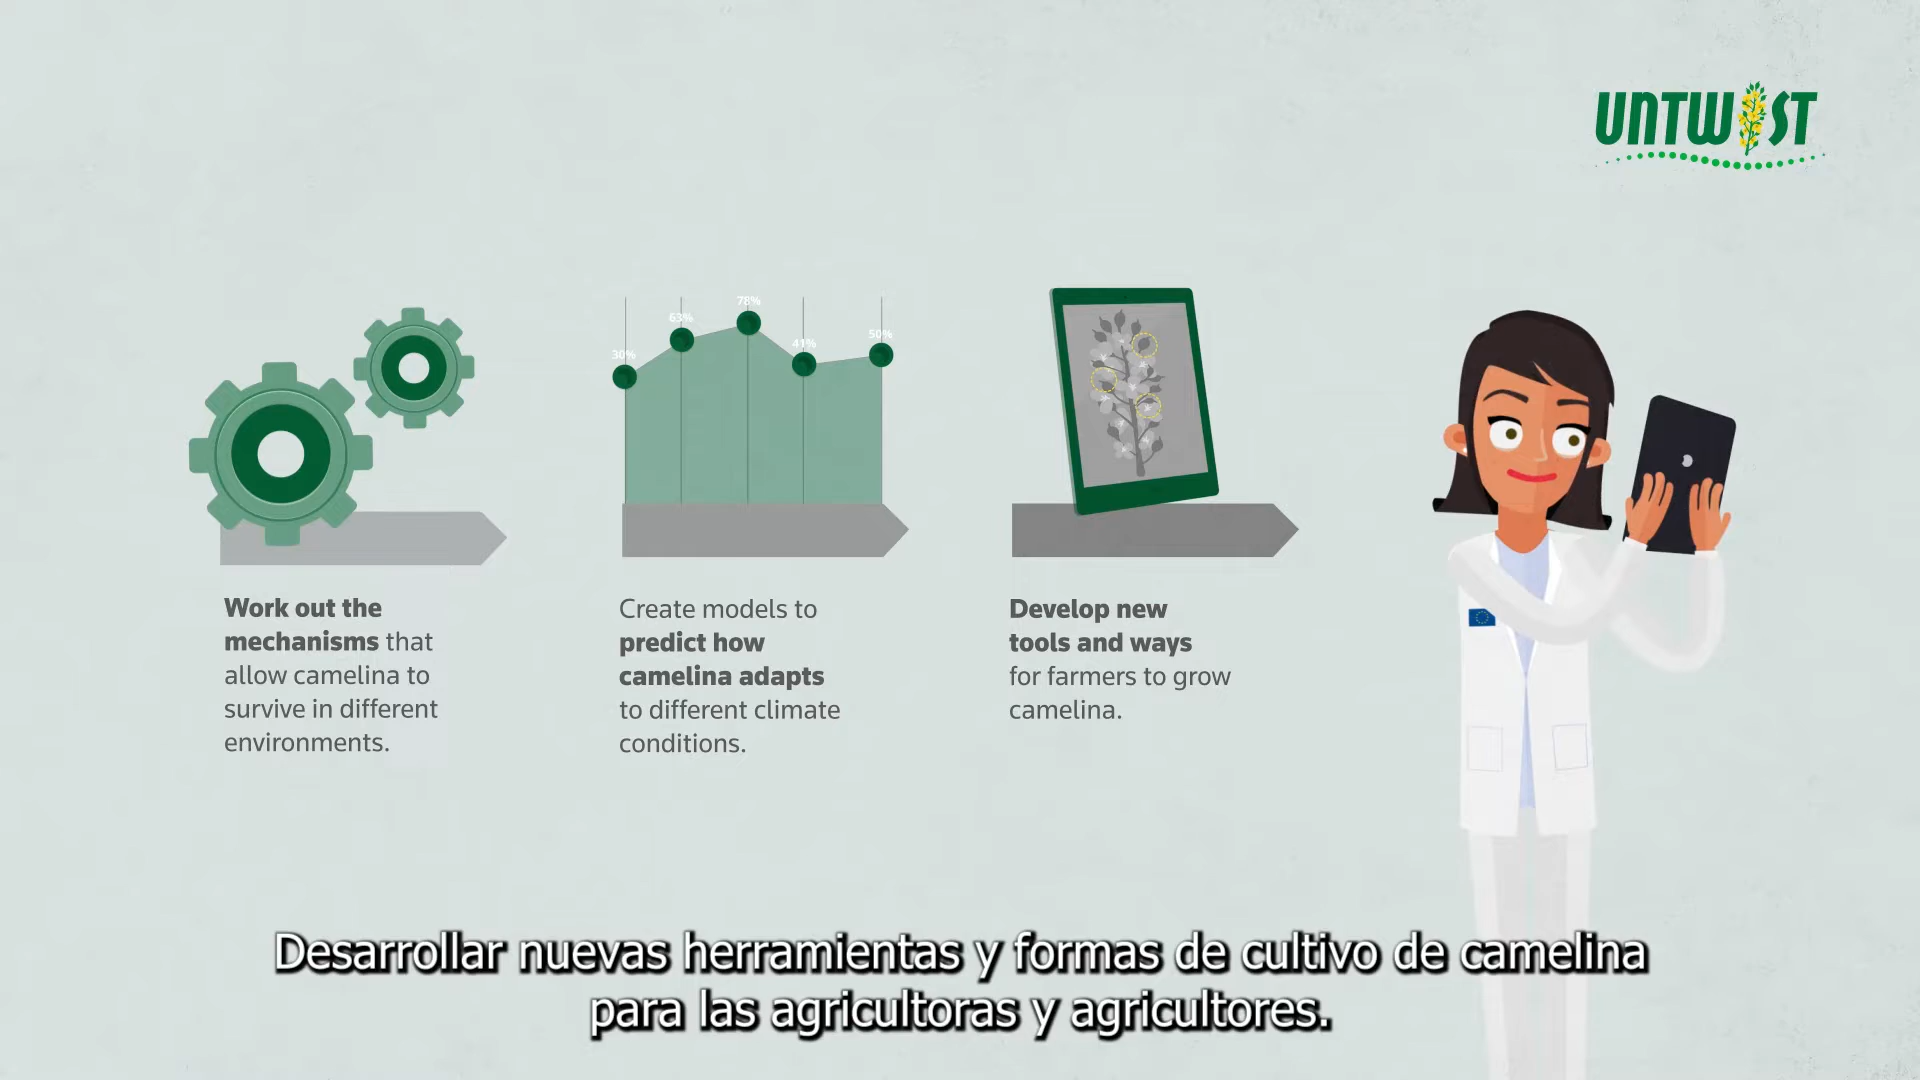 UNTWIST
30%
63%
78%
41%
50%
Work out the
mechanisms that
allow camelina to
survive in different
environments.
Create models to
predict how
camelina adapts
to different climate
conditions.
Develop new
tools and ways
for farmers to grow
camelina.
Desarrollar nuevas herramientas y formas de cultivo de camelina
para las agricultoras y agricultores.